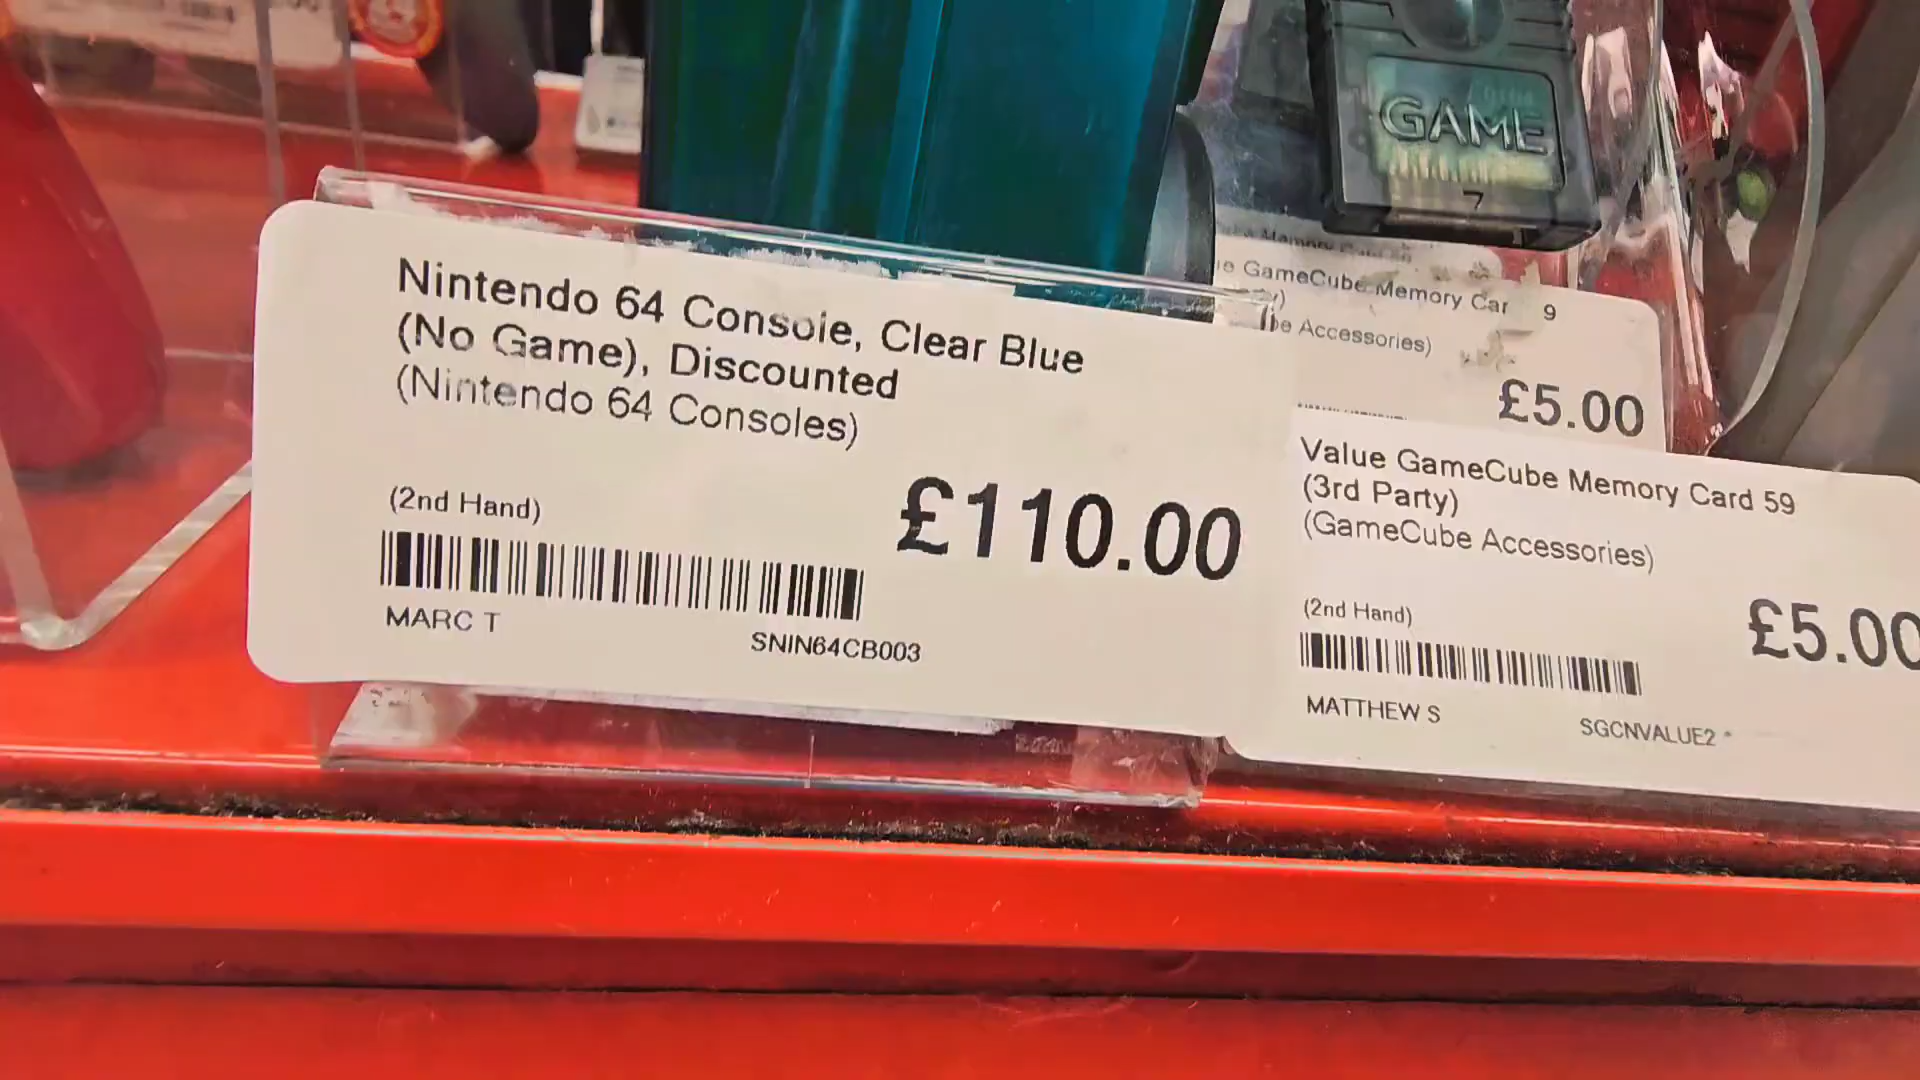 GAME
7
Nintendo 64 Console, Clear Blue
(No Game), Discounted
(Nintendo 64 Consoles)
(2nd Hand)
£110.00
MARC T
SNIN64CB003
GameCube Memory Car 9
Accessories)
£5.00
Value GameCube Memory Card 59
(3rd Party)
(GameCube Accessories)
(2nd Hand)
£5.00
MATTHEW S
SGCNVALUE2